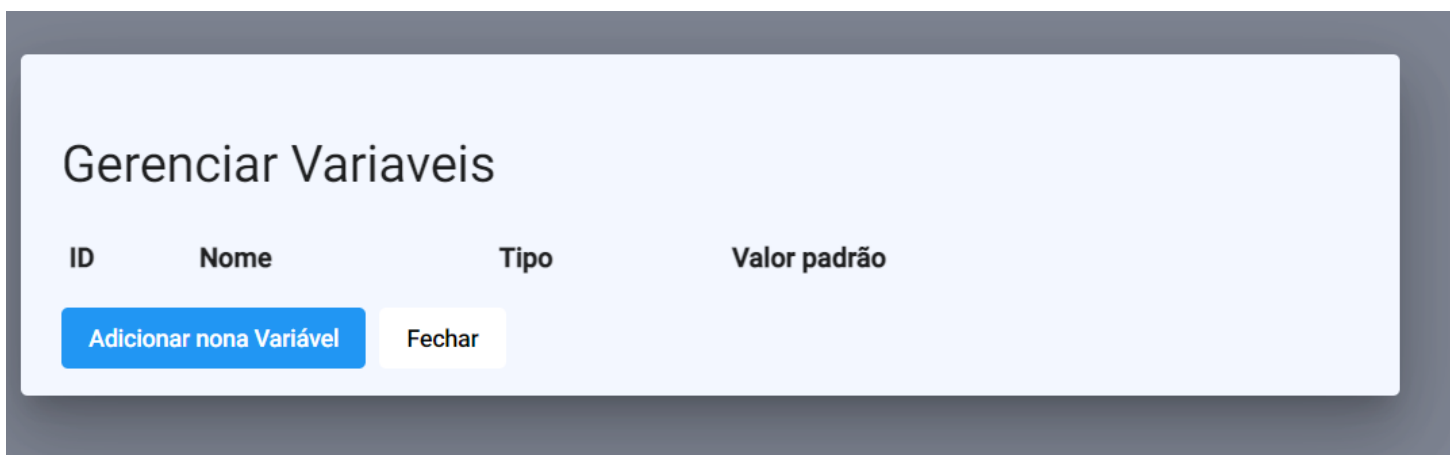 Gerenciar Variaveis
ID Nome Tipo Valor padrão
Adicionar nona Variável Fechar